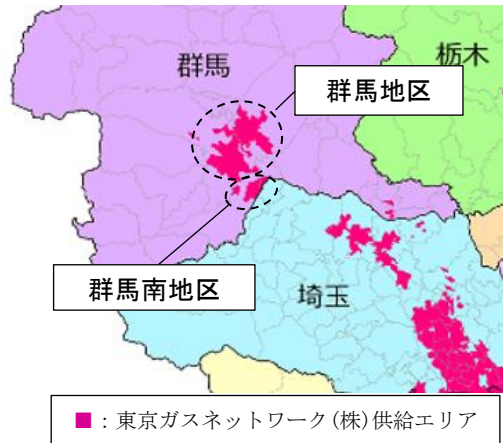 群馬
栃木
群馬地区
群馬南地区
埼玉
■：東京ガスネットワーク(株)供給エリア